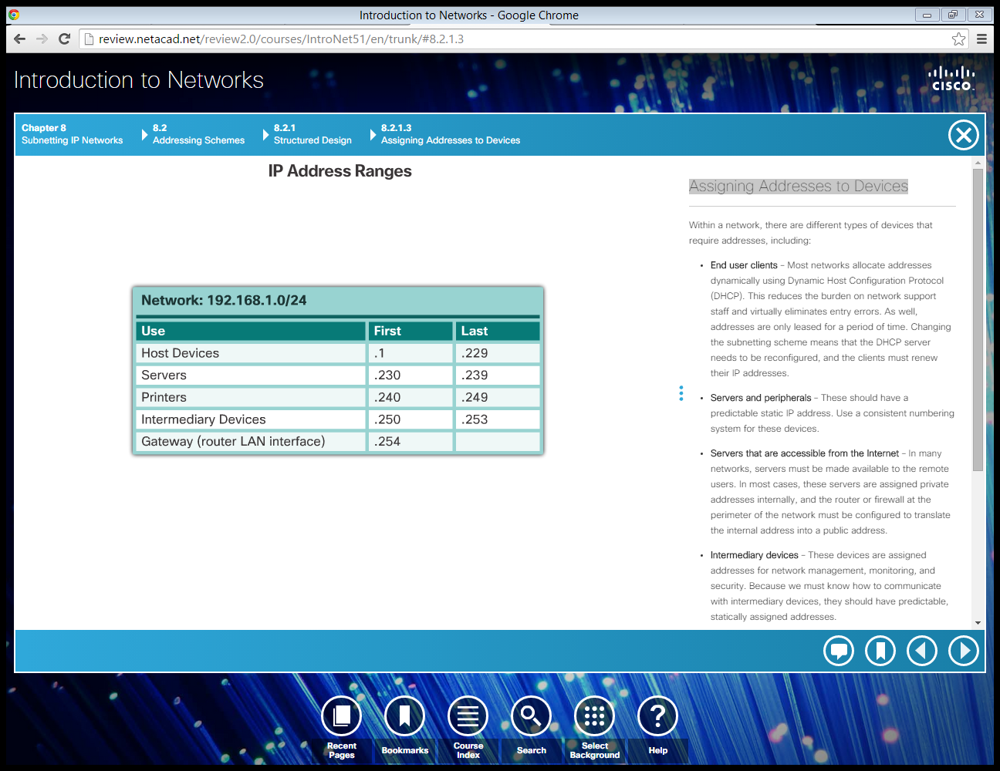 Introduction to Networks - Google Chrome
review.netacad.net/review2.0/courses/IntroNet51/en/trunk/#8.2.1.3
Introduction to Networks
CISCO.
Chapter 8
Subnetting IP Networks
8.2
Addressing Schemes
8.2.1
Structured Design
8.2.1.3
Assigning Addresses to Devices
IP Address Ranges
Network: 192.168.1.0/24
Use First Last
Host Devices .1 .229
Servers .230 .239
Printers .240 .249
Intermediary Devices .250 .253
Gateway (router LAN interface) .254
Assigning Addresses to Devices
Within a network, there are different types of devices that
require addresses, including:
• End user clients – Most networks allocate addresses
dynamically using Dynamic Host Configuration Protocol
(DHCP). This reduces the burden on network support
staff and virtually eliminates entry errors. As well,
addresses are only leased for a period of time. Changing
the subnetting scheme means that the DHCP server
needs to be reconfigured, and the clients must renew
their IP addresses.
• Servers and peripherals – These should have a
predictable static IP address. Use a consistent numbering
system for these devices.
• Servers that are accessible from the Internet – In many
networks, servers must be made available to the remote
users. In most cases, these servers are assigned private
addresses internally, and the router or firewall at the
perimeter of the network must be configured to translate
the internal address into a public address.
• Intermediary devices – These devices are assigned
addresses for network management, monitoring, and
security. Because we must know how to communicate
with intermediary devices, they should have predictable,
statically assigned addresses.
Recent
Pages
Bookmarks
Course
Index
Search
Select
Background
?
Help